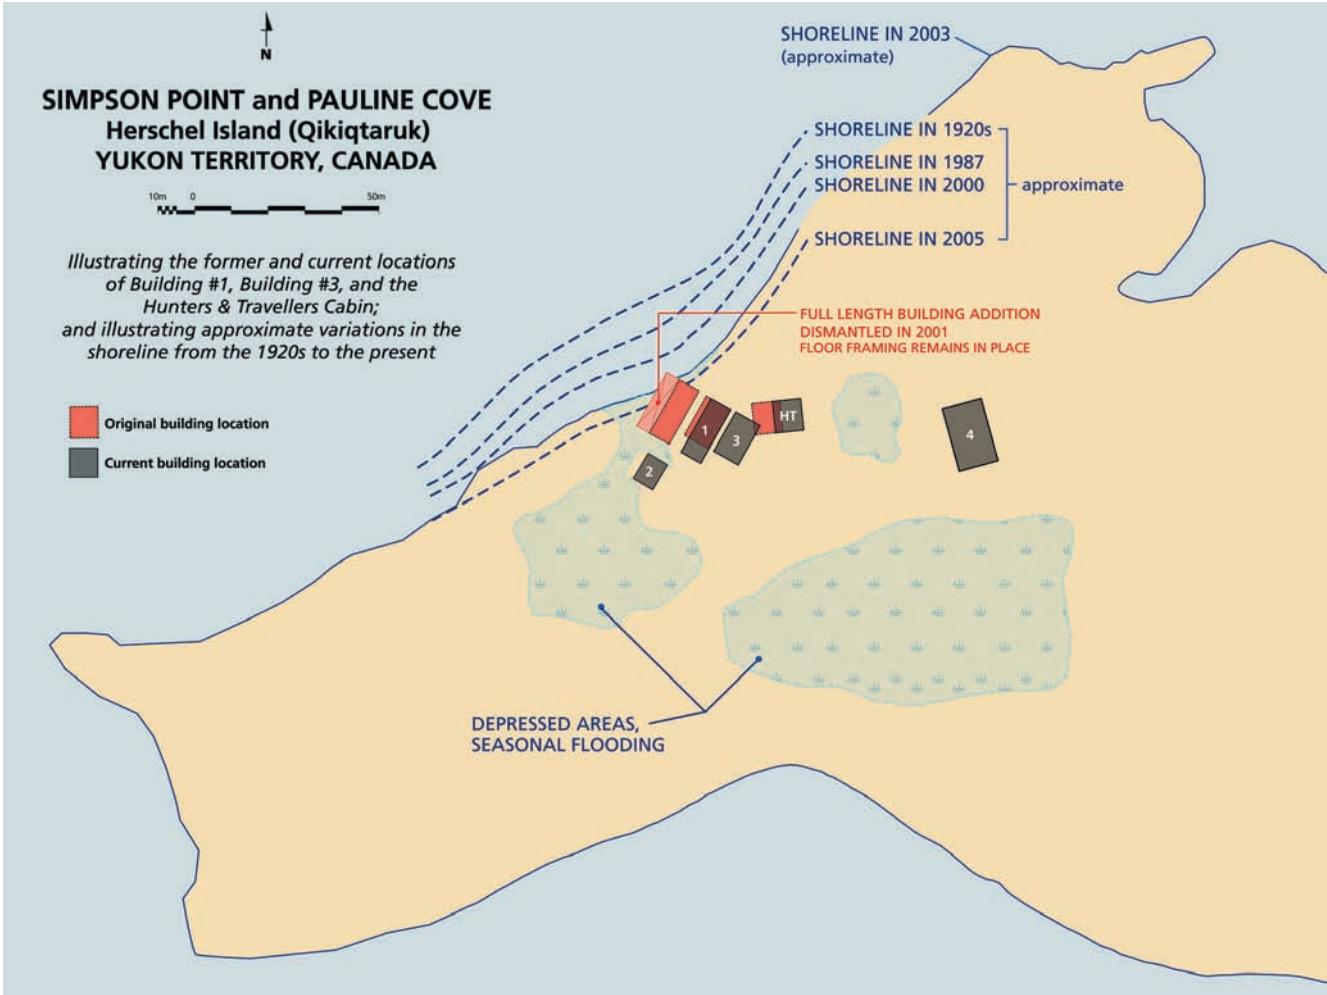 N
SIMPSON POINT and PAULINE COVE
Herschel Island (Qikiqtaruk)
YUKON TERRITORY, CANADA
10m 0 50m
Illustrating the former and current locations
of Building #1, Building #3, and the
Hunters & Travellers Cabin;
and illustrating approximate variations in the
shoreline from the 1920s to the present
Original building location
Current building location
SHORELINE IN 2003
(approximate)
SHORELINE IN 1920s
SHORELINE IN 1987
SHORELINE IN 2000
approximate
SHORELINE IN 2005
FULL LENGTH BUILDING ADDITION
DISMANTLED IN 2001
FLOOR FRAMING REMAINS IN PLACE
1
2
3
HT
4
DEPRESSED AREAS,
SEASONAL FLOODING